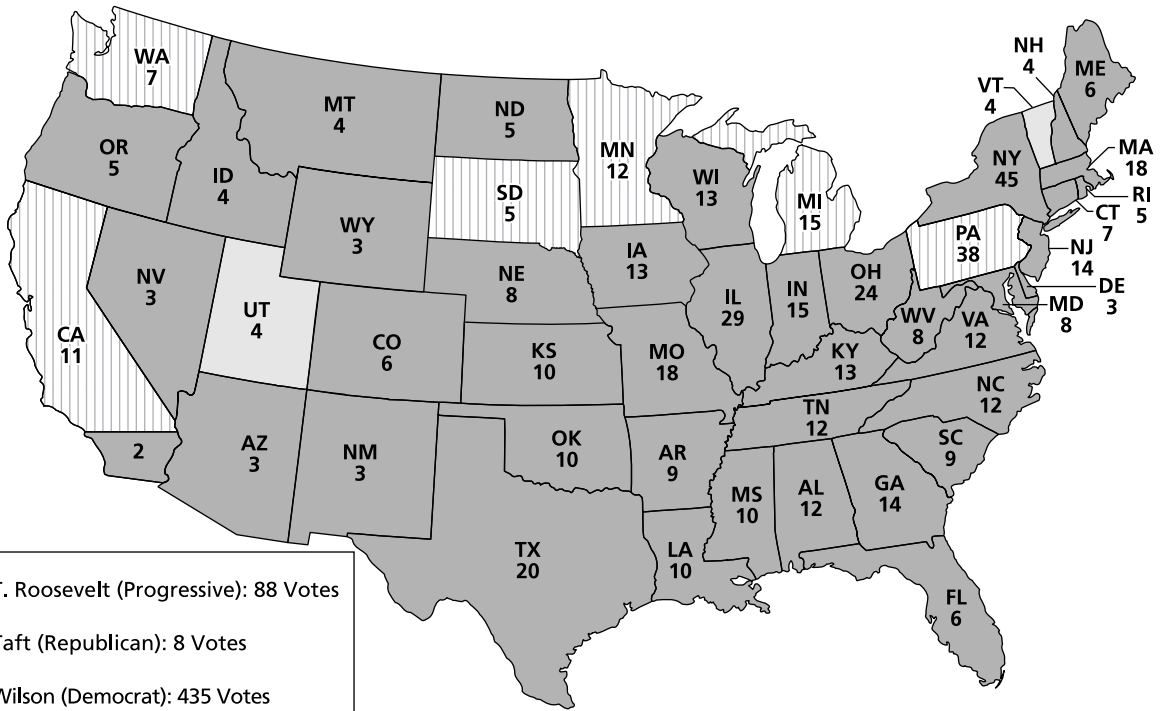 WA
7
OR
5
CA
11
2
NV
3
ID
4
MT
4
WY
3
UT
4
AZ
3
CO
6
NM
3
ND
5
SD
5
NE
8
KS
10
OK
10
TX
20
MN
12
IA
13
MO
18
AR
9
LA
10
WI
13
IL
29
MI
15
IN
15
OH
24
KY
13
TN
12
MS
10
AL
12
GA
14
FL
6
SC
9
NC
12
VA
12
WV
8
PA
38
NY
45
VT
4
NH
4
ME
6
MA
18
RI
5
CT
7
NJ
14
DE
3
MD
8
T. Roosevelt (Progressive): 88 Votes
Taft (Republican): 8 Votes
Wilson (Democrat): 435 Votes